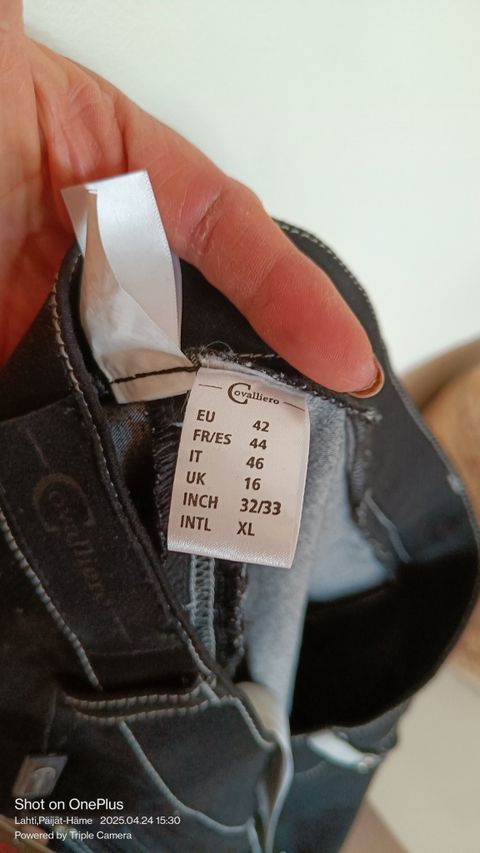 Covalliero
EU 42
FR/ES 44
IT 46
UK 16
INCH 32/33
INTL XL
Shot on OnePlus
Lahti,Päijät-Häme 2025.04.24 15:30
Powered by Triple Camera